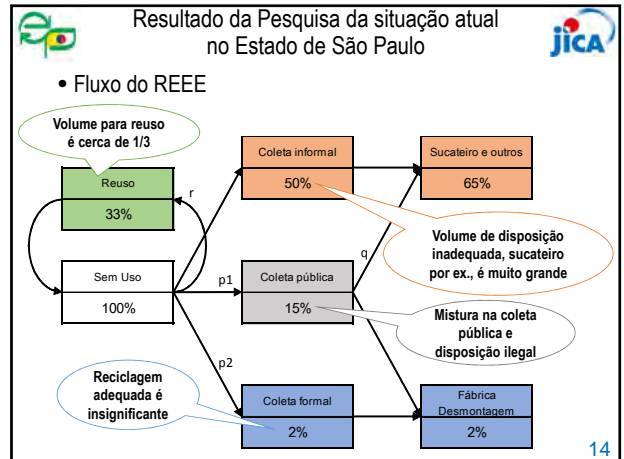 Resultado da Pesquisa da situação atual
no Estado de São Paulo
jICA
• Fluxo do REEE
Volume para reuso
é cerca de 1/3
Reuso
33%
r
Coleta informal
50%
Sucateiro e outros
65%
Volume de disposição
inadequada, sucateiro
por ex., é muito grande
q
Sem Uso
100%
p1
Coleta pública
15%
Mistura na coleta
pública e
disposição ilegal
p2
Reciclagem
adequada é
insignificante
Coleta formal
2%
Fábrica
Desmontagem
2%
14